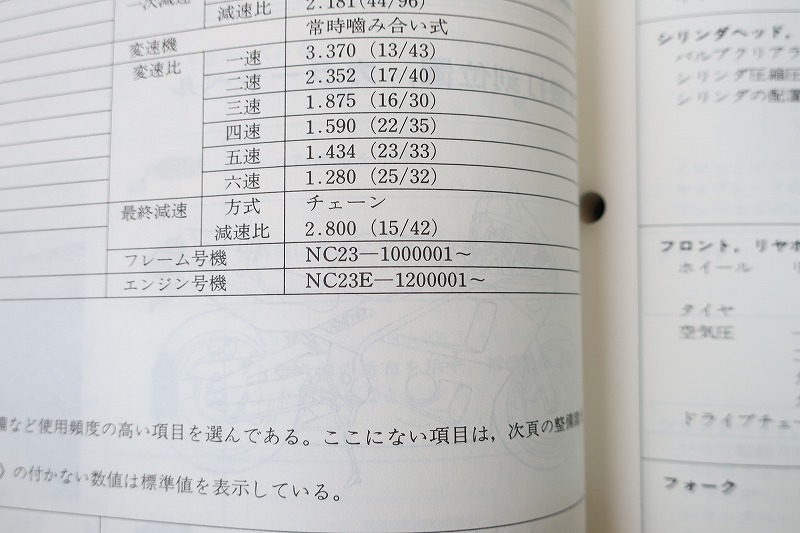 一次減速
減速比 2.181(44/96)
常時噛み合い式
変速機
変速比 一速 3.370 (13/43)
二速 2.352 (17/40)
三速 1.875 (16/30)
四速 1.590 (22/35)
五速 1.434 (23/33)
六速 1.280 (25/32)
最終減速 方式 チェーン
減速比 2.800 (15/42)
フレーム号機 NC23—1000001~
エンジン号機 NC23E—1200001~
備など使用頻度の高い項目を選んである。ここにない項目は，次頁の整備
〉の付かない数値は標準値を表示している。
シリンダヘッド，
バルブクリアラ
シリンダ圧縮圧
シリンダの配置
フロント，リヤホ
ホイール
タイヤ
空気圧
ドライブチェー
フォーク